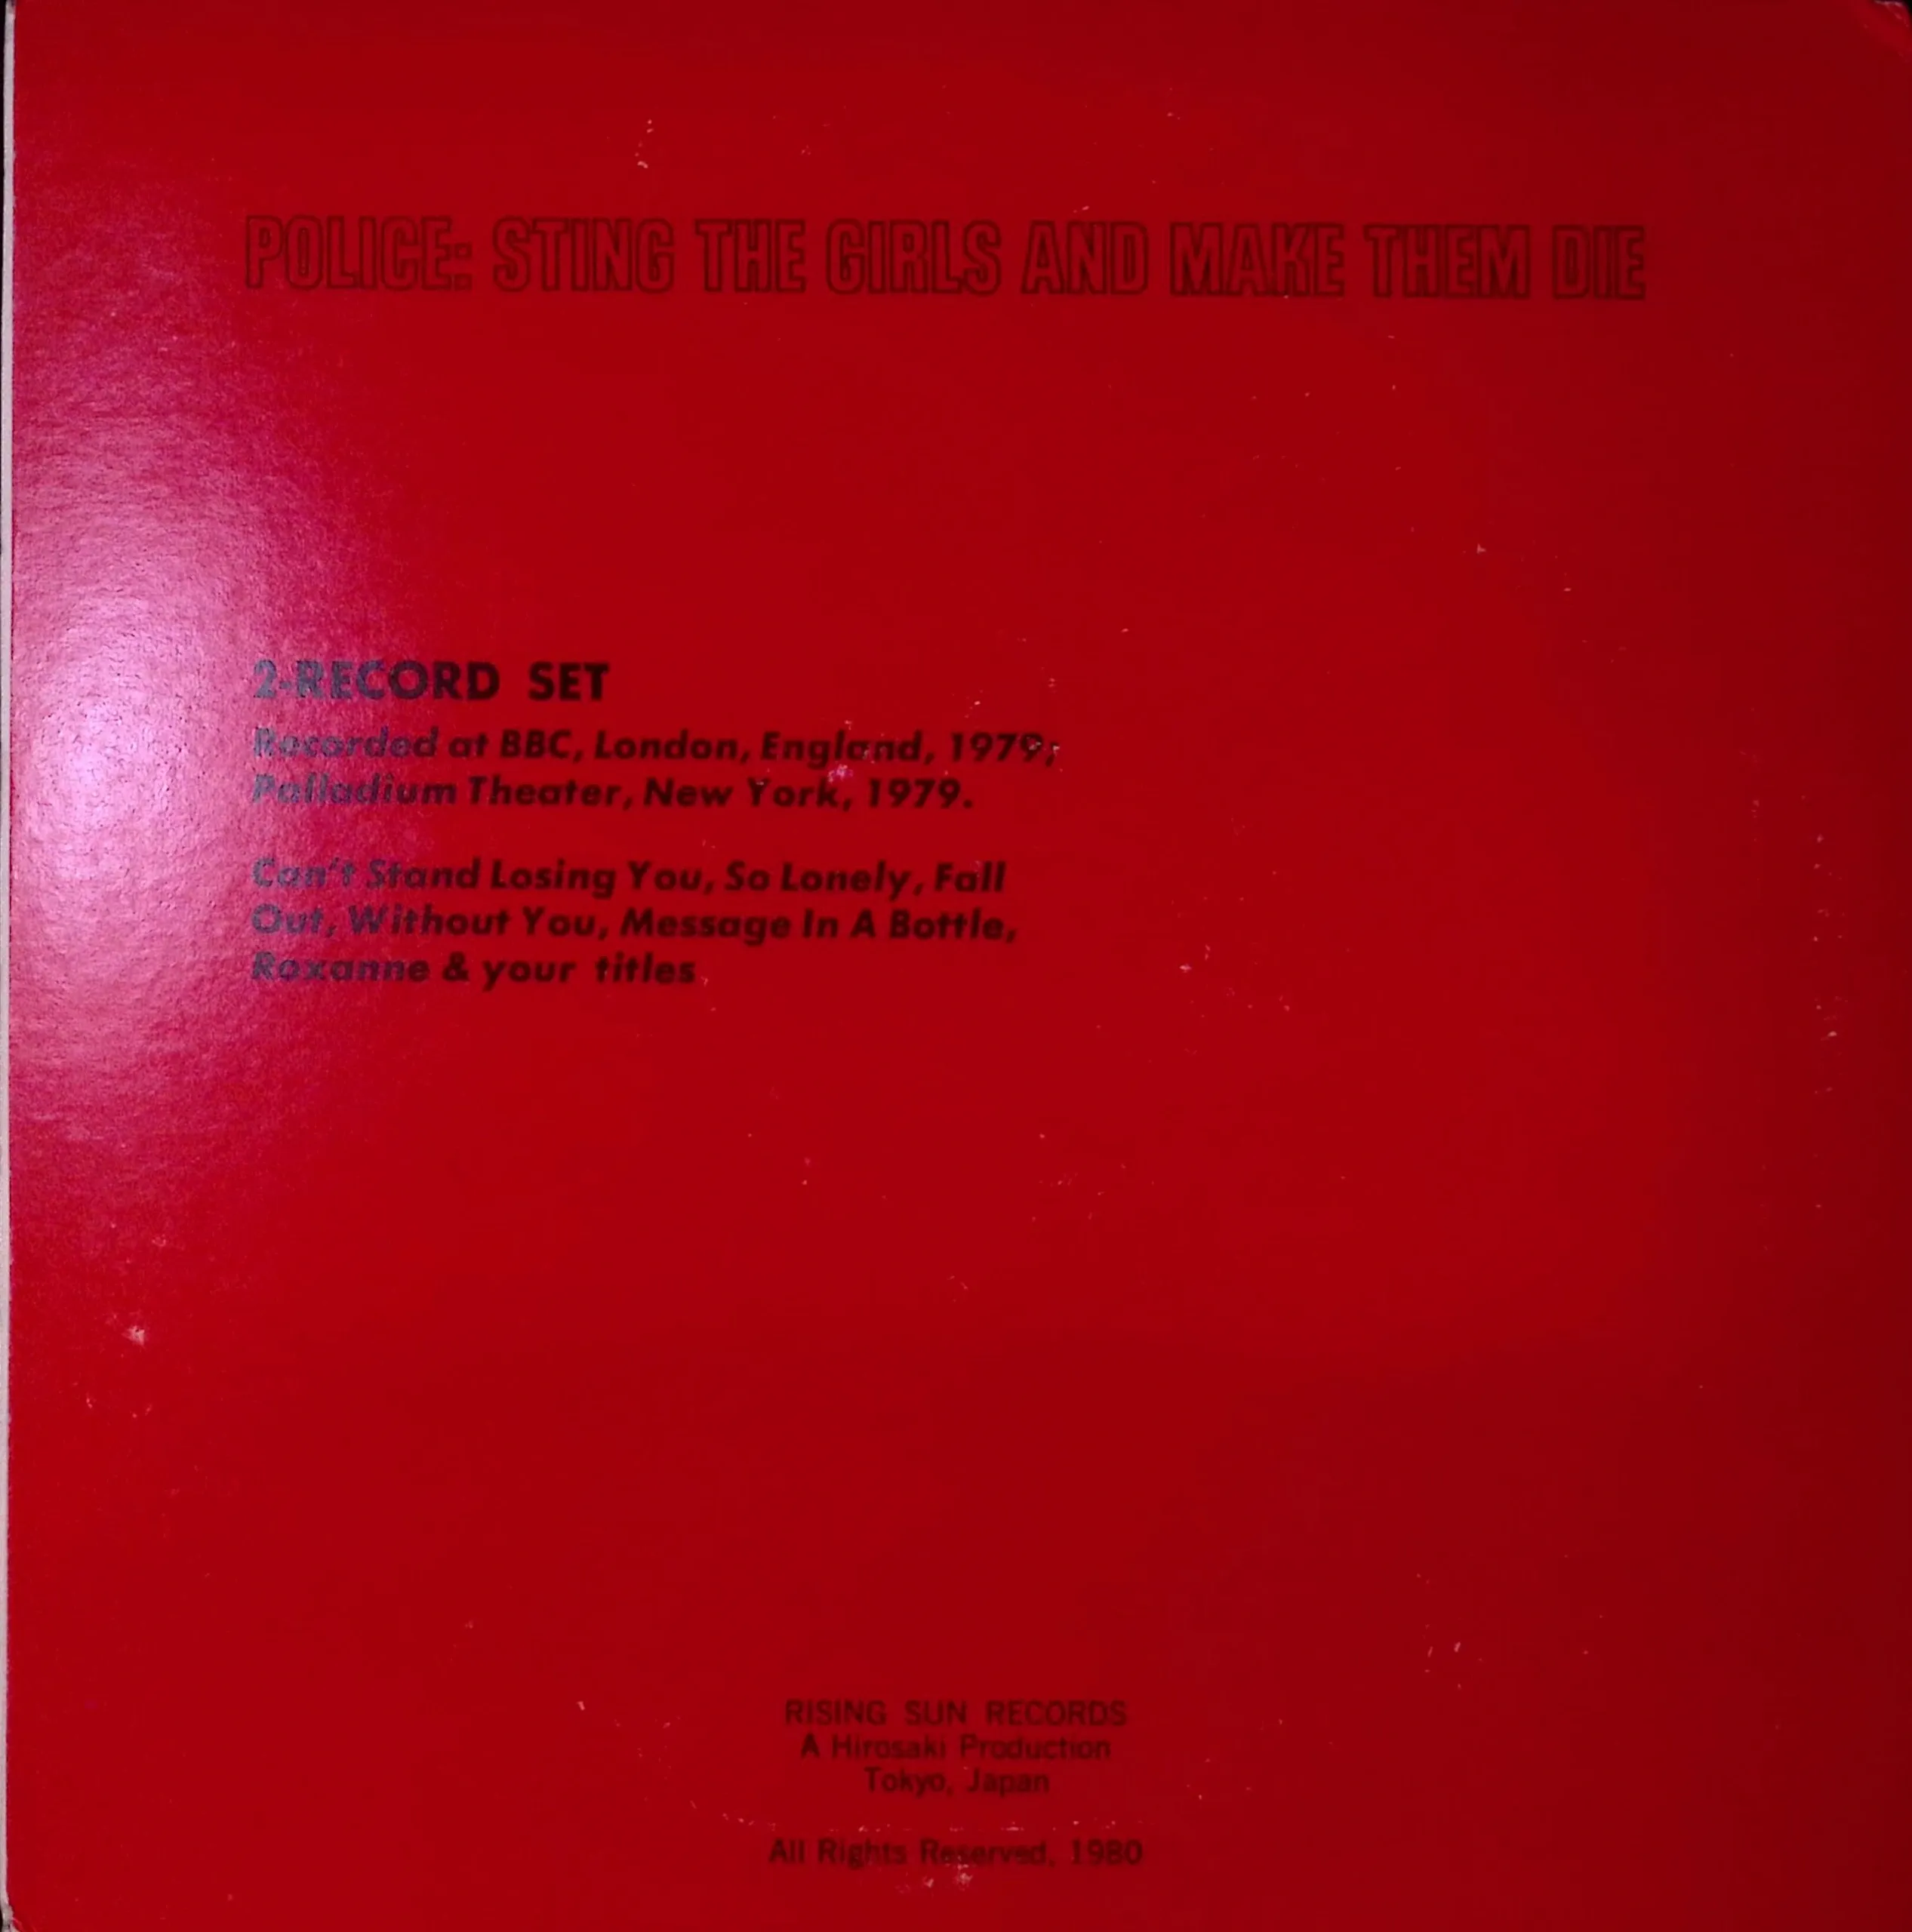 POLICE: STING THE GIRLS AND MAKE THEM DIE
2-RECORD SET
Recorded at BBC, London, England, 1979;
Palladium Theater, New York, 1979.
Can't Stand Losing You, So Lonely, Fall
Out, Without You, Message In A Bottle,
Roxanne & your titles
RISING SUN RECORDS
A Hirosaki Production
Tokyo, Japan
All Rights Reserved, 1980